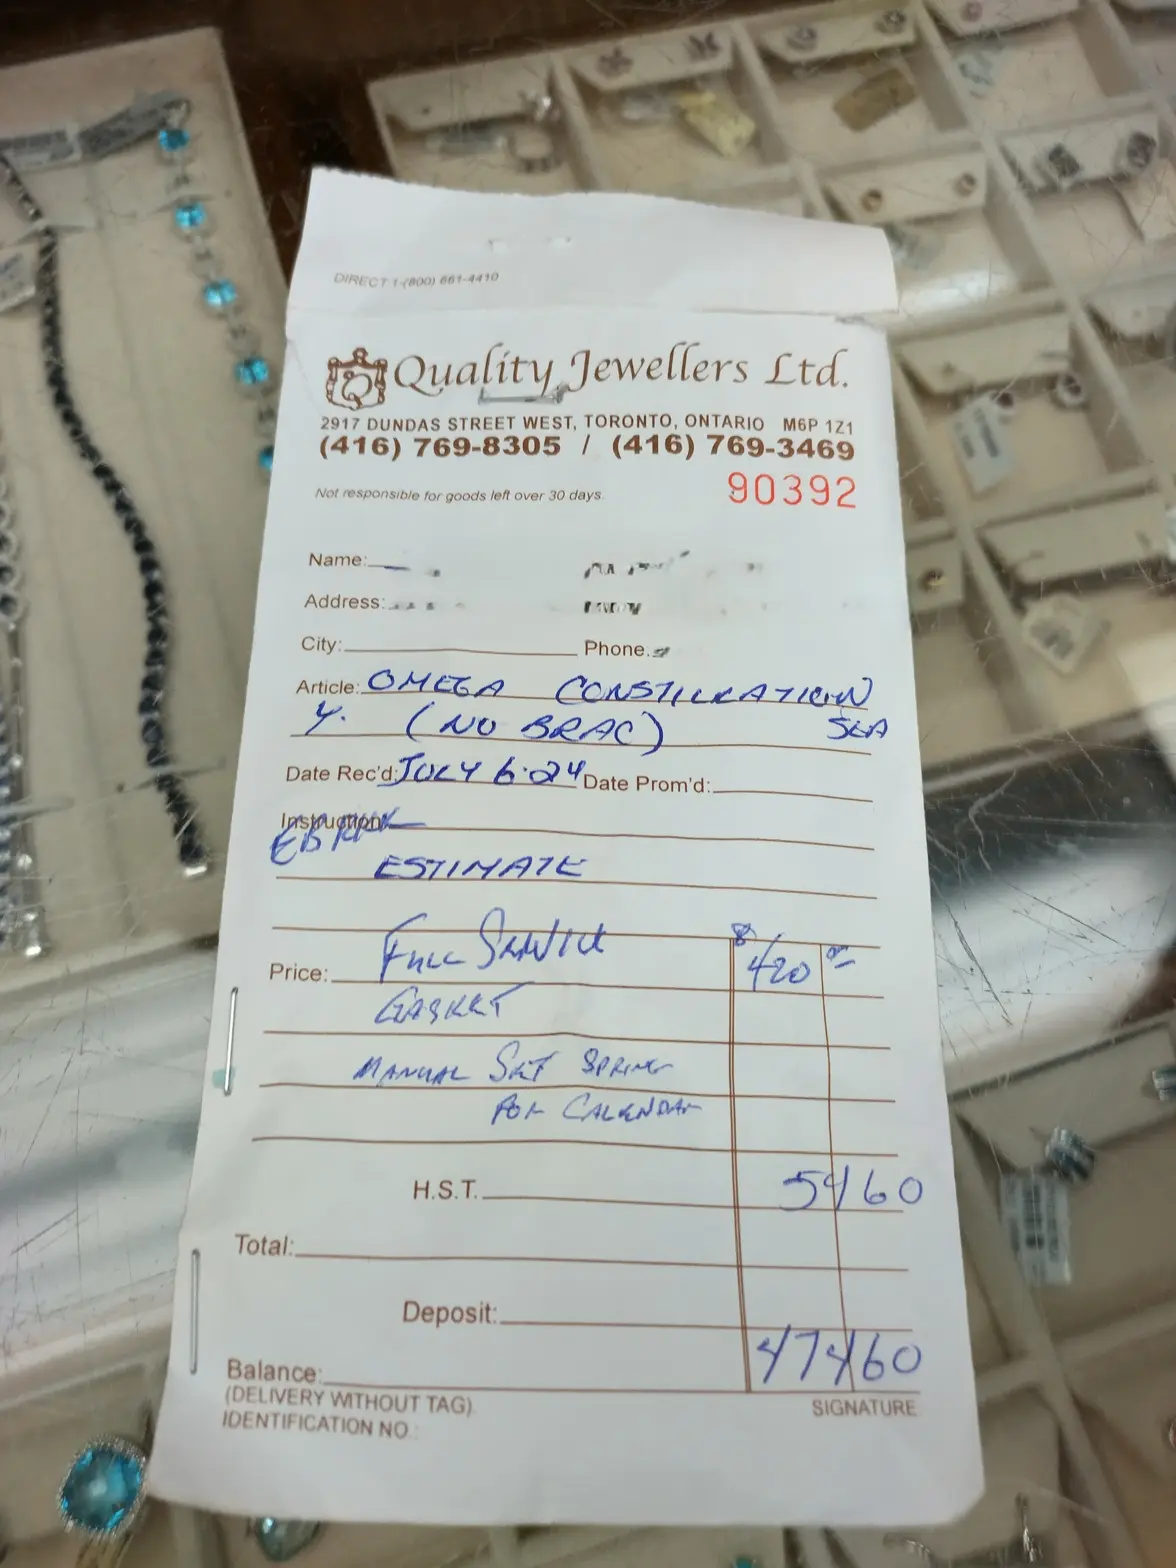 DIRECT 1-(800) 661-4410
Quality Jewellers Ltd.
2917 DUNDAS STREET WEST, TORONTO, ONTARIO M6P 1Z1
(416) 769-8305 / (416) 769-3469
Not responsible for goods left over 30 days. 90392
Name:
Address:
City: Phone:
Article: OMEGA CONSTILRATION
Y. (NO BRAC)
Date Rec'd: JULY 6-24 Date Prom'd:
Instructions
ESTIMATE
FULL SERVICE $420 00
Price:
GASKET
MANUAL SET SPRING
FOR CALENDAR
H.S.T. 54 60
Total:
Deposit:
Balance: 474 60
(DELIVERY WITHOUT TAG) SIGNATURE
IDENTIFICATION NO.